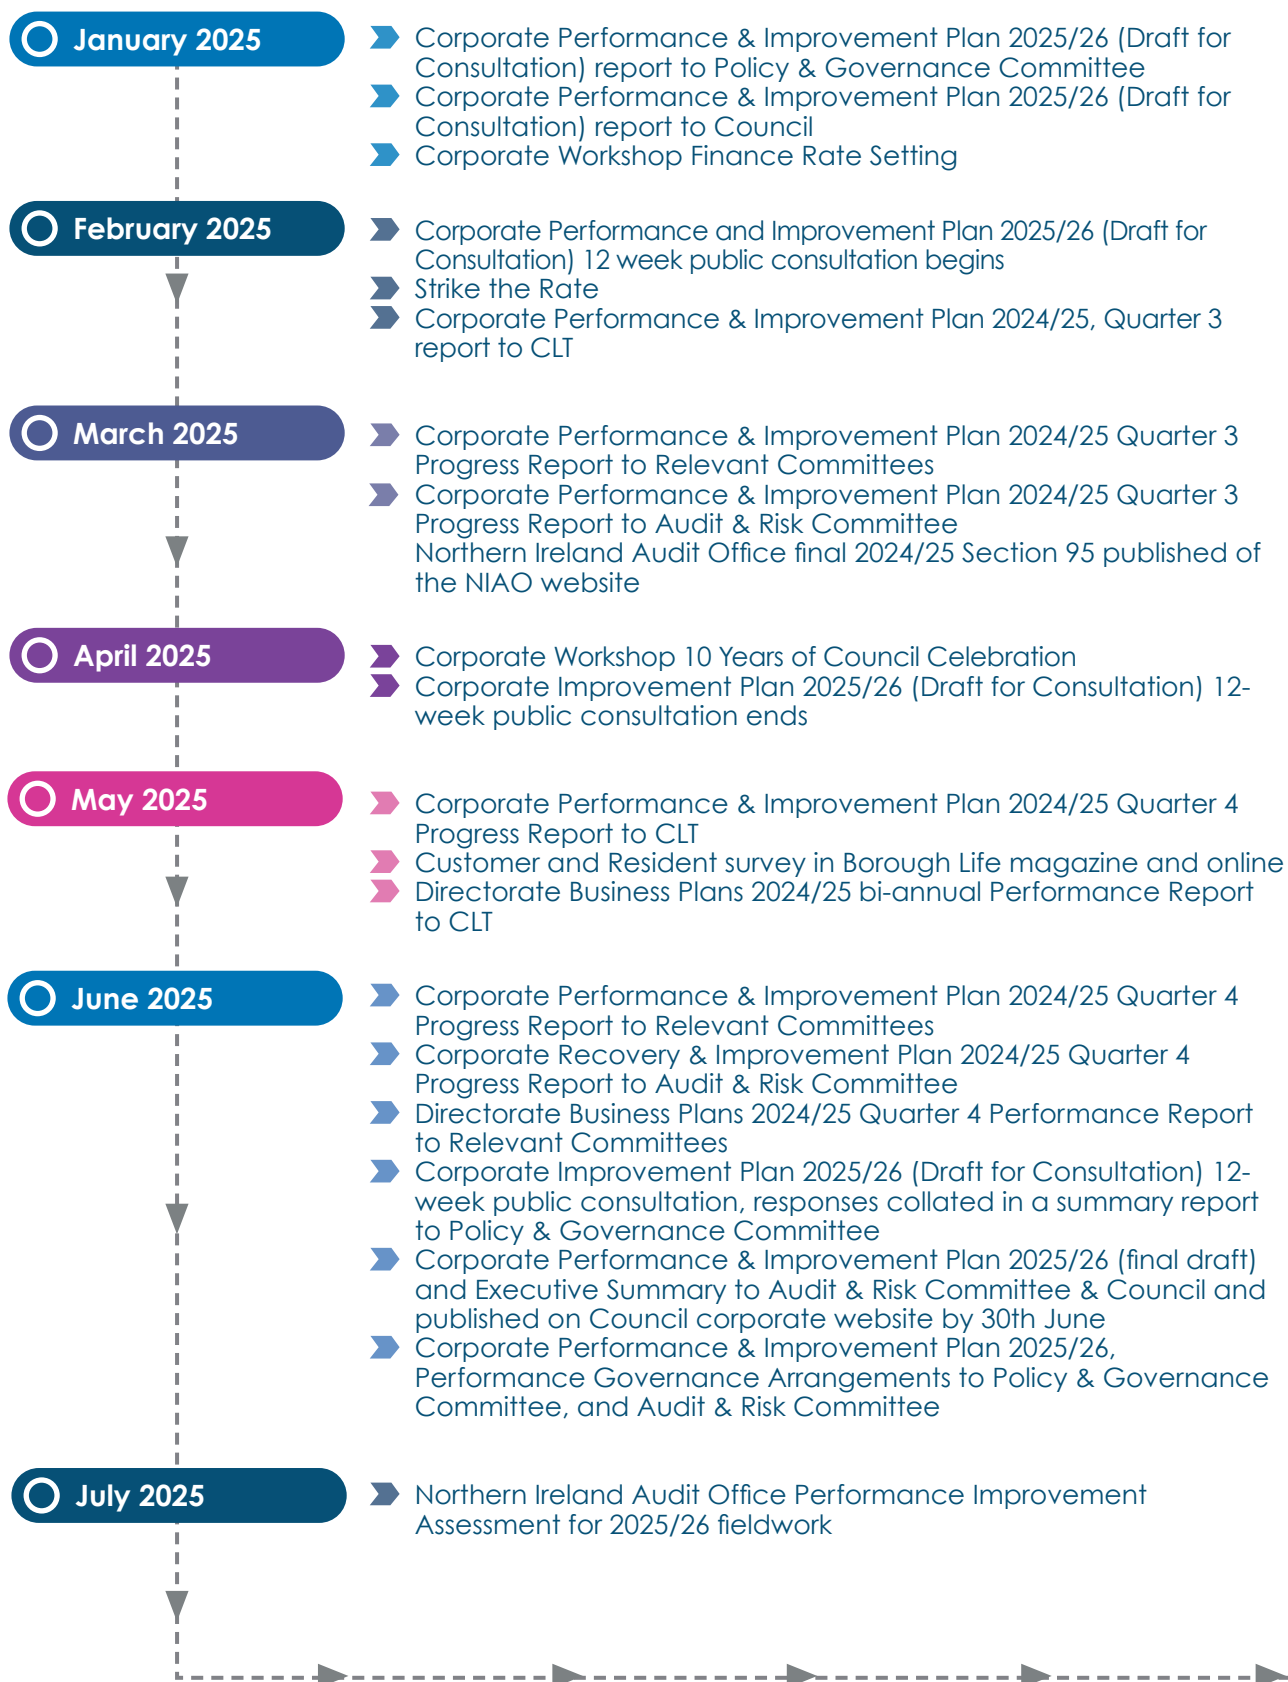 January 2025
Corporate Performance & Improvement Plan 2025/26 (Draft for
Consultation) report to Policy & Governance Committee
Corporate Performance & Improvement Plan 2025/26 (Draft for
Consultation) report to Council
Corporate Workshop Finance Rate Setting
February 2025
Corporate Performance and Improvement Plan 2025/26 (Draft for
Consultation) 12 week public consultation begins
Strike the Rate
Corporate Performance & Improvement Plan 2024/25, Quarter 3
report to CLT
March 2025
Corporate Performance & Improvement Plan 2024/25 Quarter 3
Progress Report to Relevant Committees
Corporate Performance & Improvement Plan 2024/25 Quarter 3
Progress Report to Audit & Risk Committee
Northern Ireland Audit Office final 2024/25 Section 95 published of
the NIAO website
April 2025
Corporate Workshop 10 Years of Council Celebration
Corporate Improvement Plan 2025/26 (Draft for Consultation) 12-
week public consultation ends
May 2025
Corporate Performance & Improvement Plan 2024/25 Quarter 4
Progress Report to CLT
Customer and Resident survey in Borough Life magazine and online
Directorate Business Plans 2024/25 bi-annual Performance Report
to CLT
June 2025
Corporate Performance & Improvement Plan 2024/25 Quarter 4
Progress Report to Relevant Committees
Corporate Recovery & Improvement Plan 2024/25 Quarter 4
Progress Report to Audit & Risk Committee
Directorate Business Plans 2024/25 Quarter 4 Performance Report
to Relevant Committees
Corporate Improvement Plan 2025/26 (Draft for Consultation) 12-
week public consultation, responses collated in a summary report
to Policy & Governance Committee
Corporate Performance & Improvement Plan 2025/26 (final draft)
and Executive Summary to Audit & Risk Committee & Council and
published on Council corporate website by 30th June
Corporate Performance & Improvement Plan 2025/26,
Performance Governance Arrangements to Policy & Governance
Committee, and Audit & Risk Committee
July 2025
Northern Ireland Audit Office Performance Improvement
Assessment for 2025/26 fieldwork